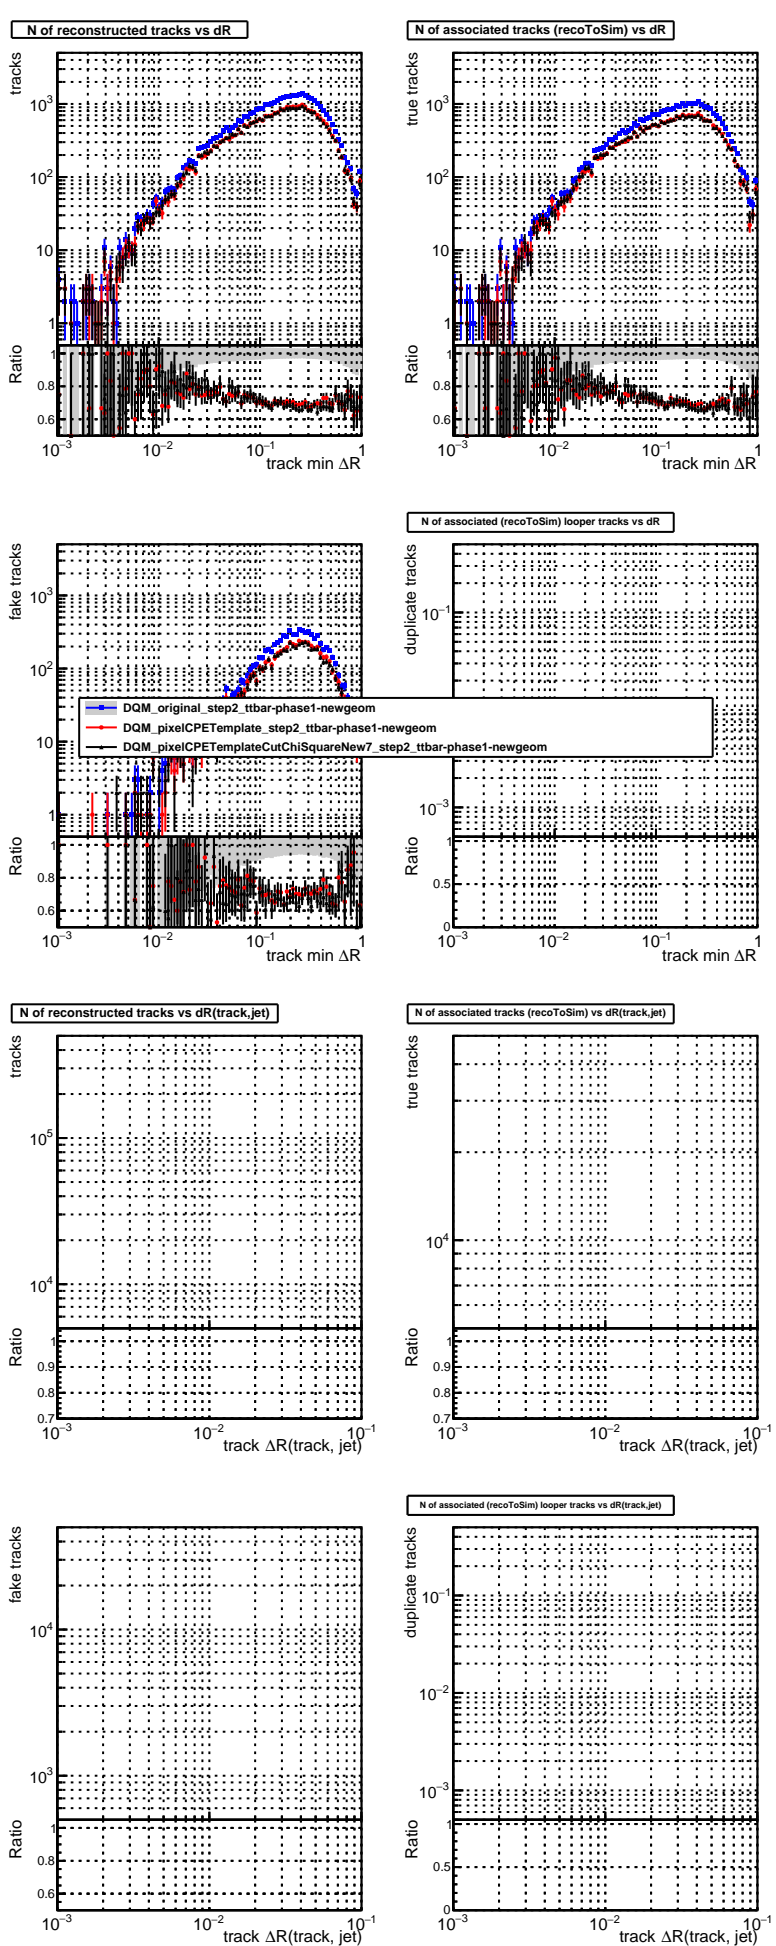 N of reconstructed tracks vs dR
tracks
10³
10²
10
1
Ratio
1
0.8
0.6
10⁻³
10⁻²
10⁻¹
1
track min ΔR
N of associated tracks (recoToSim) vs dR
true tracks
10³
10²
10
1
Ratio
1
0.8
0.6
10⁻³
10⁻²
10⁻¹
1
track min ΔR
fake tracks
10³
10²
10
1
Ratio
1
0.8
0.6
10⁻³
10⁻²
10⁻¹
1
track min ΔR
N of associated (recoToSim) looper tracks vs dR
duplicate tracks
10⁻¹
10⁻³
Ratio
1
0.5
0
10⁻³
10⁻²
10⁻¹
1
track min ΔR
DQM_original_step2_ttbar-phase1-newgeom
DQM_pixelCPETemplate_step2_ttbar-phase1-newgeom
DQM_pixelCPETemplateCutChiSquareNew7_step2_ttbar-phase1-newgeom
N of reconstructed tracks vs dR(track,jet)
tracks
10⁵
10⁴
Ratio
1
0.9
0.8
0.7
10⁻³
10⁻²
10⁻¹
track ΔR(track, jet)
N of associated tracks (recoToSim) vs dR(track,jet)
true tracks
10⁴
Ratio
1
0.9
0.8
0.7
10⁻³
10⁻²
10⁻¹
track ΔR(track, jet)
fake tracks
10⁴
10³
Ratio
1
0.8
0.6
10⁻³
10⁻²
10⁻¹
track ΔR(track, jet)
N of associated (recoToSim) looper tracks vs dR(track,jet)
duplicate tracks
10⁻¹
10⁻²
10⁻³
Ratio
1
0.5
0
10⁻³
10⁻²
10⁻¹
track ΔR(track, jet)